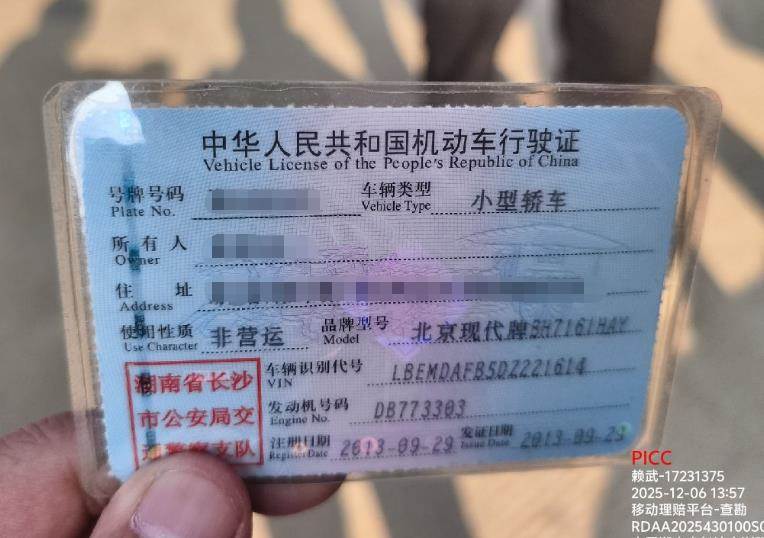 中华人民共和国机动车行驶证
Vehicle License of the People's Republic of China
号牌号码
Plate No.
车辆类型
Vehicle Type
小型轿车
所有人
Owner
住址
Address
使用性质
Use Character
非营运
品牌型号
Model
北京现代牌BH7161HAY
湖南省长沙
市公安局交
通警察支队
车辆识别代号
VIN
LBEMDAFB5DZ221614
发动机号码
Engine No.
DB773303
注册日期
Register Date
2013-09-29
发证日期
Issue Date
2013-09-29
PICC
赖武-17231375
2025-12-06 13:57
移动理赔平台-查勘
RDAA2025430100S0